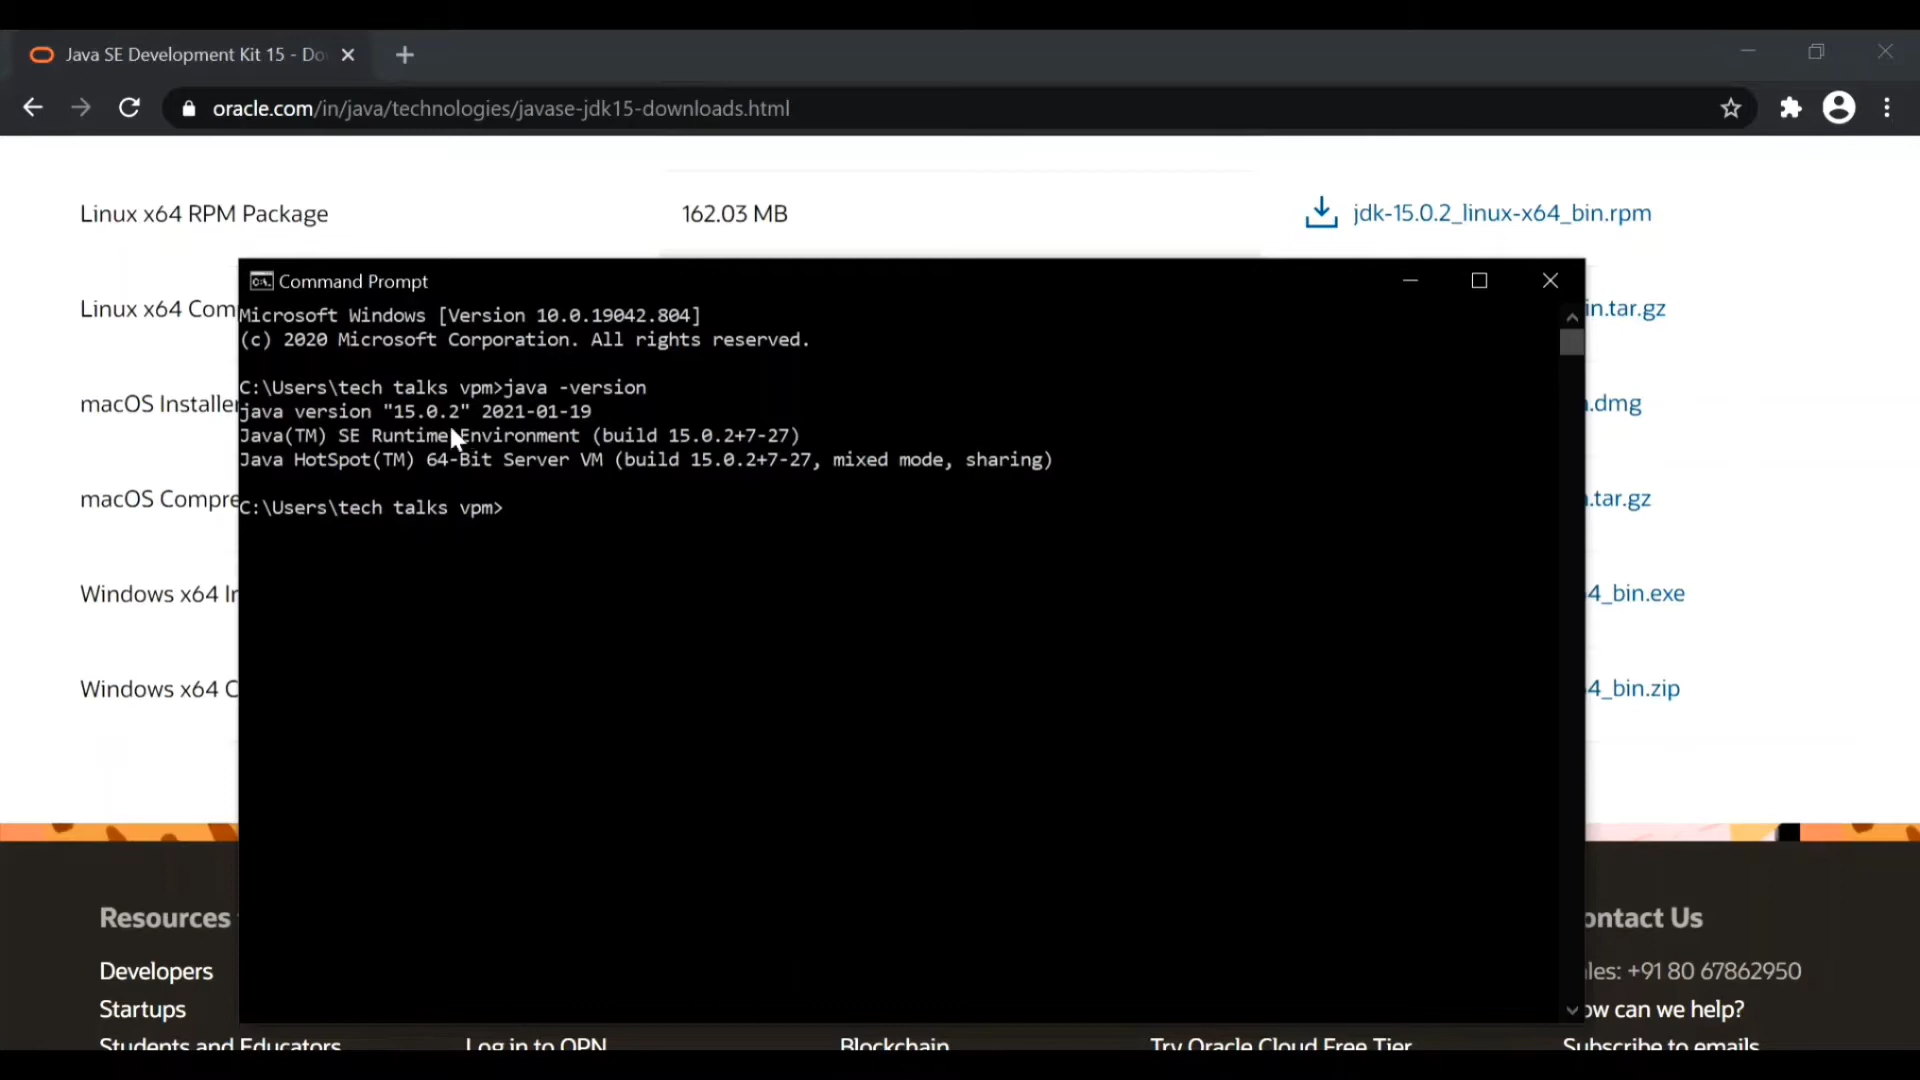 Java SE Development Kit 15 - Do
oracle.com/in/java/technologies/javase-jdk15-downloads.html
Linux x64 RPM Package 162.03 MB jdk-15.0.2_linux-x64_bin.rpm
Command Prompt
Linux x64 Com in.tar.gz
Microsoft Windows [Version 10.0.19042.804]
(c) 2020 Microsoft Corporation. All rights reserved.
C:\Users\tech talks vpm>java -version
macOS Installer .dmg
java version "15.0.2" 2021-01-19
Java(TM) SE Runtime Environment (build 15.0.2+7-27)
Java HotSpot(TM) 64-Bit Server VM (build 15.0.2+7-27, mixed mode, sharing)
macOS Compre .tar.gz
C:\Users\tech talks vpm>
Windows x64 In 4_bin.exe
Windows x64 C 4_bin.zip
Resources ontact Us
Developers les: +91 80 67862950
Startups ow can we help?
Students and Educators Log in to OPN Blockchain Try Oracle Cloud Free Tier Subscribe to emails